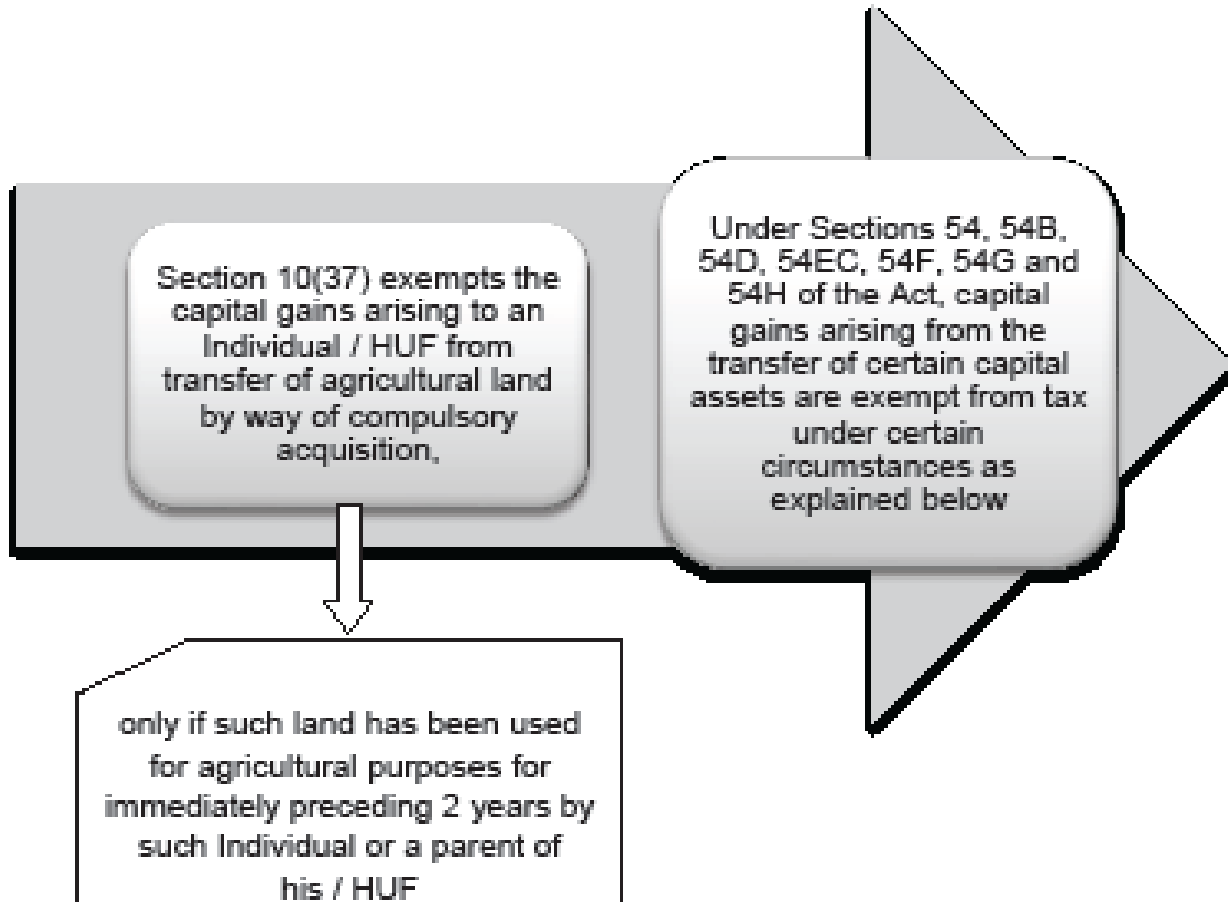 Section 10(37) exempts the
capital gains arising to an
Individual / HUF from
transfer of agricultural land
by way of compulsory
acquisition,
Under Sections 54, 54B,
54D, 54EC, 54F, 54G and
54H of the Act, capital
gains arising from the
transfer of certain capital
assets are exempt from tax
under certain
circumstances as
explained below
only if such land has been used
for agricultural purposes for
immediately preceding 2 years by
such Individual or a parent of
his / HUF